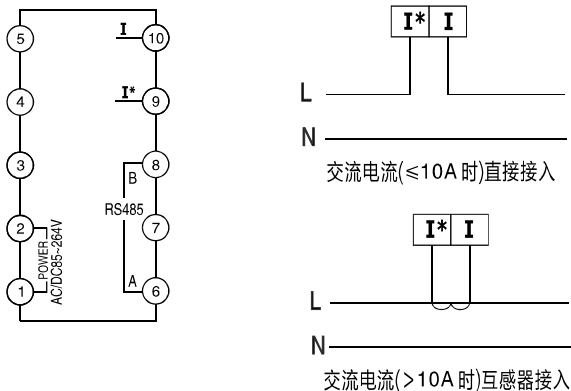 5
4
3
2
1
POWER
AC/DC85~264V
I
10
I*
9
8
B
RS485
7
A
6
I* I
L
N
交流电流(≤10A 时)直接接入
I* I
L
N
交流电流(>10A 时)互感器接入